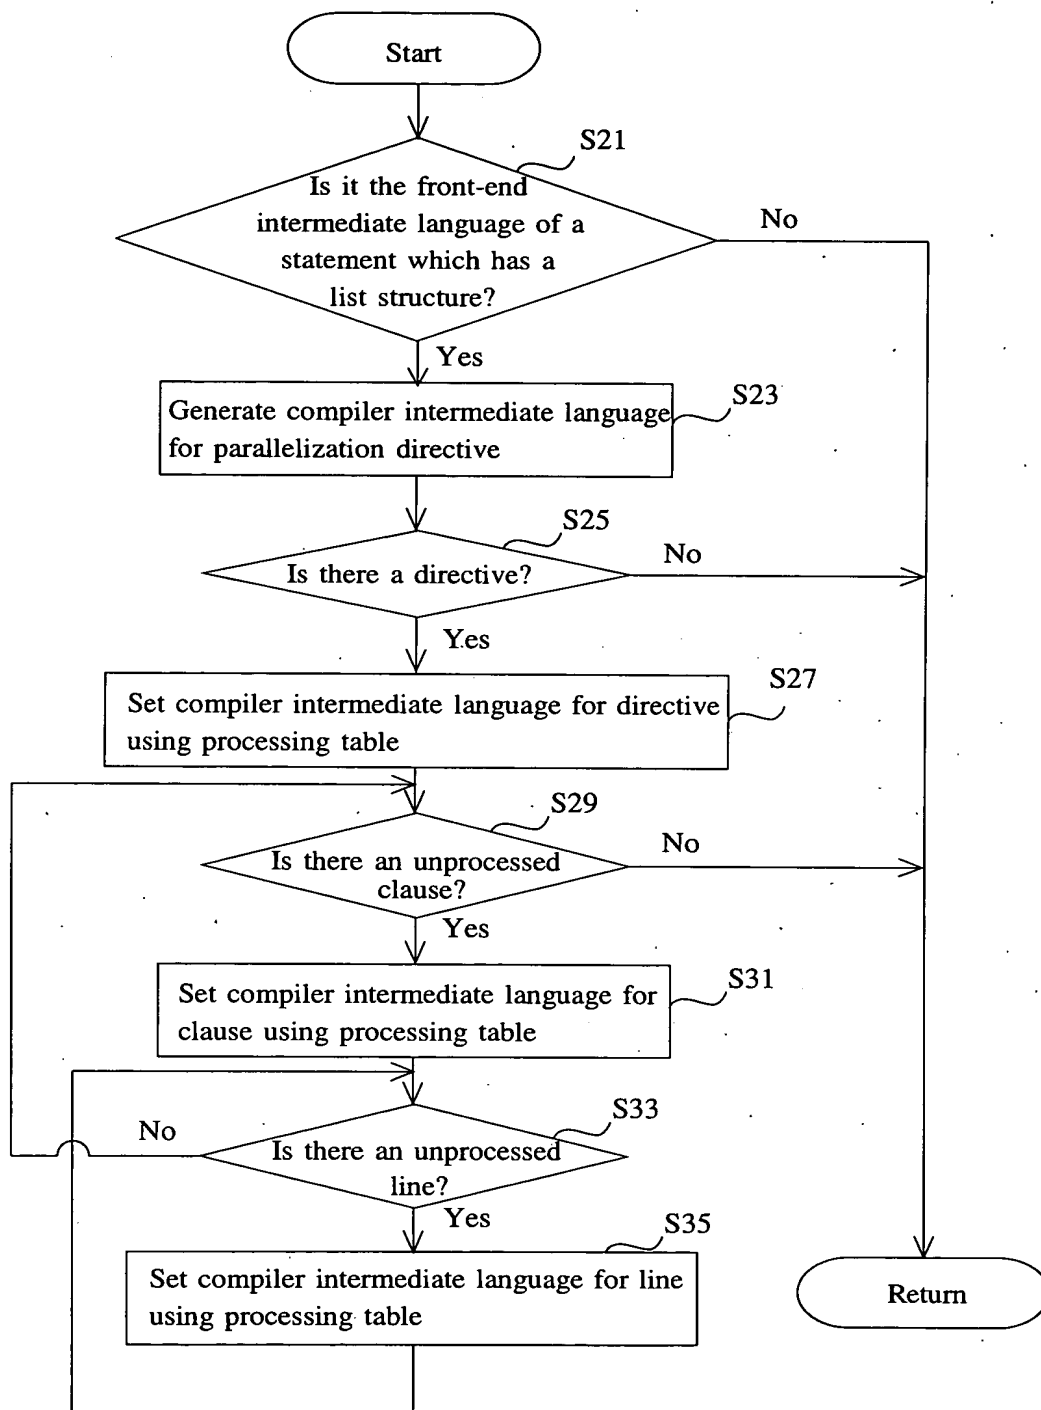 Start
S21
Is it the front-end
intermediate language of a
statement which has a
list structure?
No
Yes
S23
Generate compiler intermediate language
for parallelization directive
S25
Is there a directive?
No
Yes
S27
Set compiler intermediate language for directive
using processing table
S29
Is there an unprocessed
clause?
No
Yes
S31
Set compiler intermediate language for
clause using processing table
S33
No
Is there an unprocessed
line?
Yes
S35
Set compiler intermediate language for line
using processing table
Return